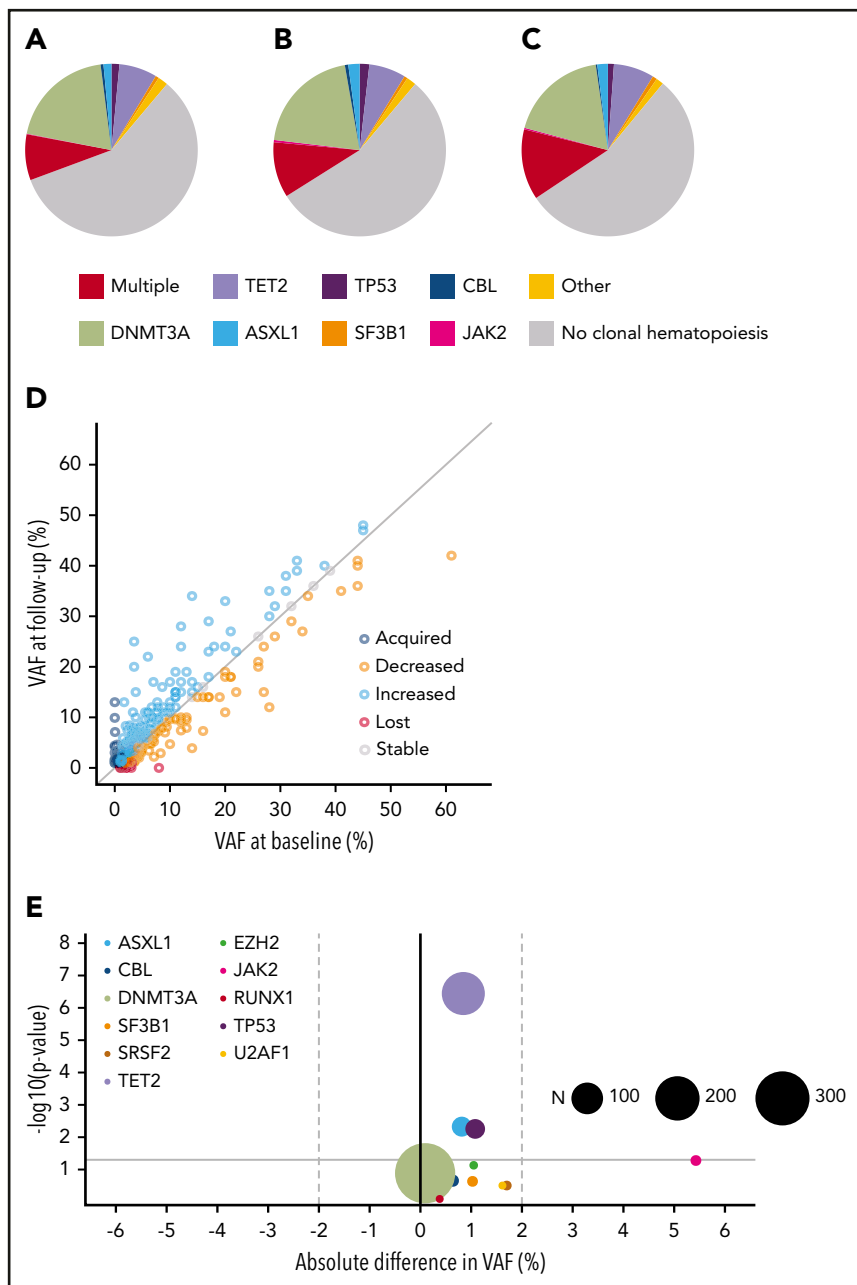 A
B
C
Multiple
TET2
TP53
CBL
Other
DNMT3A
ASXL1
SF3B1
JAK2
No clonal hematopoiesis
D
VAF at follow-up (%)
60
50
40
30
20
10
0
Acquired
Decreased
Increased
Lost
Stable
0 10 20 30 40 50 60
VAF at baseline (%)
E
-log10(p-value)
8
7
6
5
4
3
2
1
ASXL1
CBL
DNMT3A
SF3B1
SRSF2
TET2
EZH2
JAK2
RUNX1
TP53
U2AF1
N 100 200 300
-6 -5 -4 -3 -2 -1 0 1 2 3 4 5 6
Absolute difference in VAF (%)